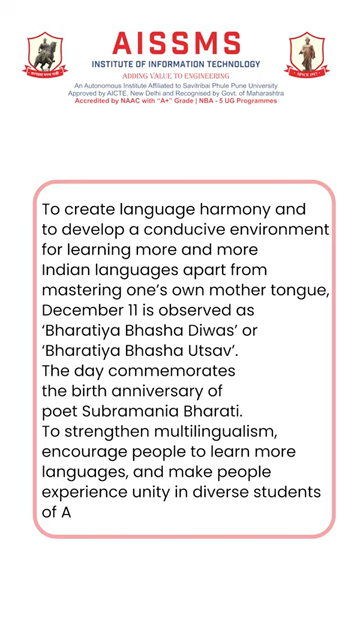 AISSMS
INSTITUTE OF INFORMATION TECHNOLOGY
ADDING VALUE TO ENGINEERING
An Autonomous Institute Affiliated to Savitribai Phule Pune University
Approved by AICTE, New Delhi and Recognised by Govt. of Maharashtra
Accredited by NAAC with “A+” Grade | NBA - 5 UG Programmes
SINCE 1917
To create language harmony and
to develop a conducive environment
for learning more and more
Indian languages apart from
mastering one’s own mother tongue,
December 11 is observed as
‘Bharatiya Bhasha Diwas’ or
‘Bharatiya Bhasha Utsav’.
The day commemorates
the birth anniversary of
poet Subramania Bharati.
To strengthen multilingualism,
encourage people to learn more
languages, and make people
experience unity in diverse students
of A